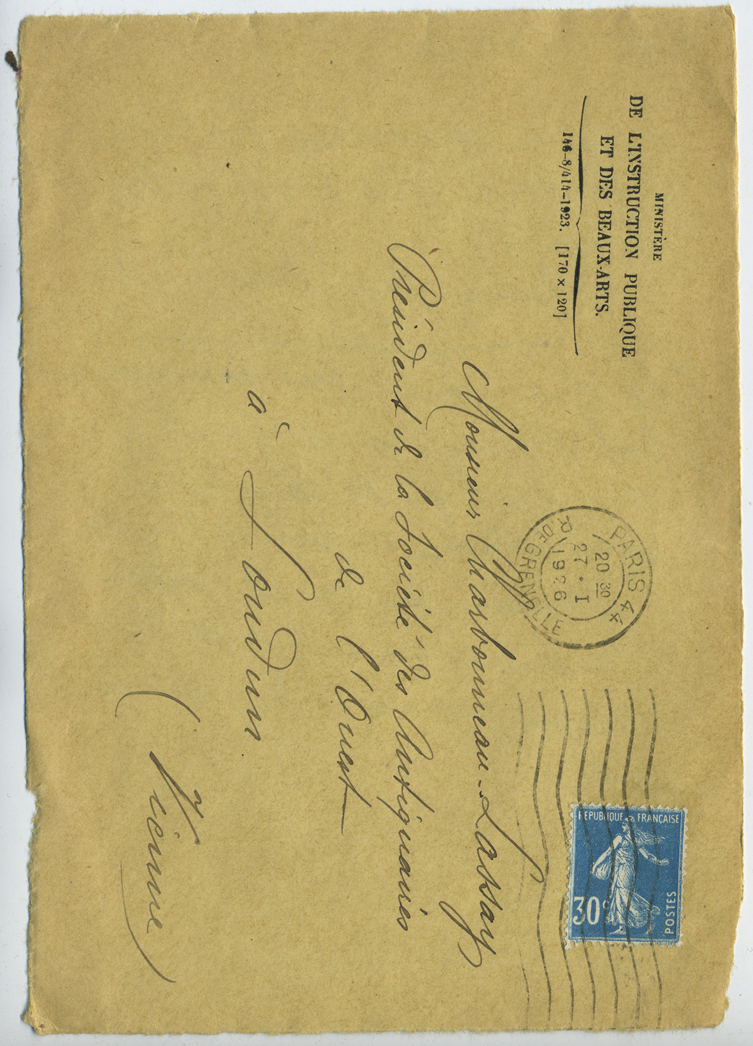 MINISTÈRE
DE L'INSTRUCTION PUBLIQUE
ET DES BEAUX-ARTS.
146-8/414-1923. [170 × 120]
PARIS 44
20 30
27 · I
1926
R. DE GRENELLE
REPUBLIQUE FRANÇAISE
30c
POSTES
Monsieur Charbonneau-Lassay
Président de la Société des Antiquaires
de l'Ouest
à Loudun
(Vienne)